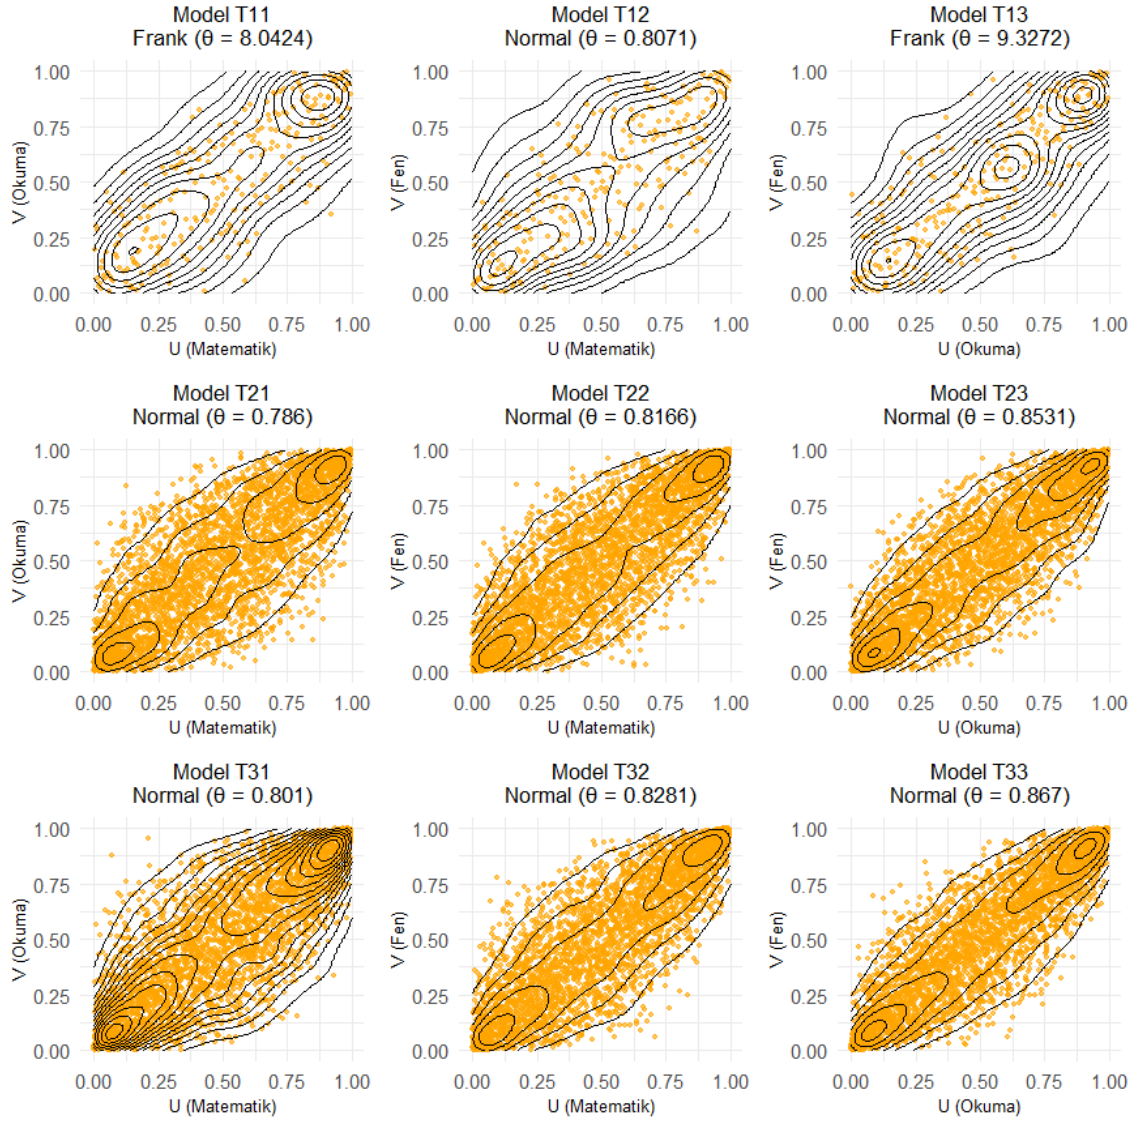 Model T11
Frank (θ = 8.0424)
Model T12
Normal (θ = 0.8071)
Model T13
Frank (θ = 9.3272)
1.00
0.75
0.50
0.25
0.00
V (Okuma)
0.00 0.25 0.50 0.75 1.00
U (Matematik)
1.00
0.75
0.50
0.25
0.00
V (Fen)
0.00 0.25 0.50 0.75 1.00
U (Matematik)
1.00
0.75
0.50
0.25
0.00
V (Fen)
0.00 0.25 0.50 0.75 1.00
U (Okuma)
Model T21
Normal (θ = 0.786)
Model T22
Normal (θ = 0.8166)
Model T23
Normal (θ = 0.8531)
1.00
0.75
0.50
0.25
0.00
V (Okuma)
0.00 0.25 0.50 0.75 1.00
U (Matematik)
1.00
0.75
0.50
0.25
0.00
V (Fen)
0.00 0.25 0.50 0.75 1.00
U (Matematik)
1.00
0.75
0.50
0.25
0.00
V (Fen)
0.00 0.25 0.50 0.75 1.00
U (Okuma)
Model T31
Normal (θ = 0.801)
Model T32
Normal (θ = 0.8281)
Model T33
Normal (θ = 0.867)
1.00
0.75
0.50
0.25
0.00
V (Okuma)
0.00 0.25 0.50 0.75 1.00
U (Matematik)
1.00
0.75
0.50
0.25
0.00
V (Fen)
0.00 0.25 0.50 0.75 1.00
U (Matematik)
1.00
0.75
0.50
0.25
0.00
V (Fen)
0.00 0.25 0.50 0.75 1.00
U (Okuma)